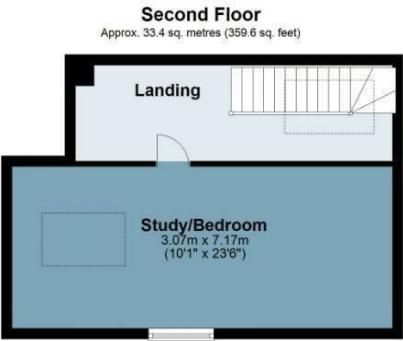 Second Floor
Approx. 33.4 sq. metres (359.6 sq. feet)
Landing
Study/Bedroom
3.07m x 7.17m
(10'1" x 23'6")